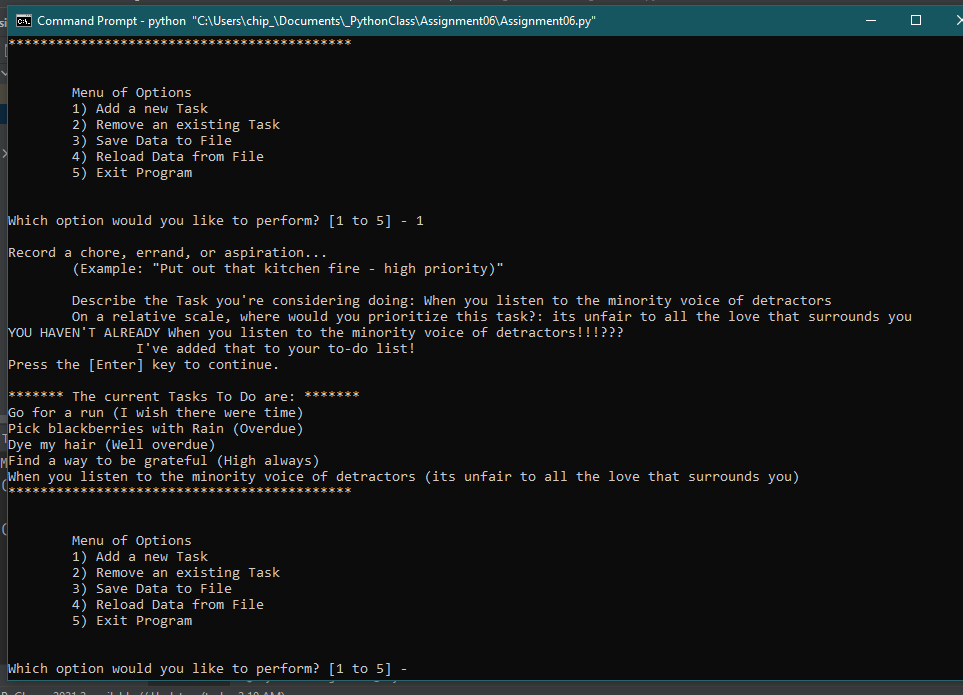 Command Prompt - python "C:\Users\chip_\Documents\_PythonClass\Assignment06\Assignment06.py"
*******************************************
Menu of Options
1) Add a new Task
2) Remove an existing Task
3) Save Data to File
4) Reload Data from File
5) Exit Program
Which option would you like to perform? [1 to 5] - 1
Record a chore, errand, or aspiration...
(Example: "Put out that kitchen fire - high priority)"
Describe the Task you're considering doing: When you listen to the minority voice of detractors
On a relative scale, where would you prioritize this task?: its unfair to all the love that surrounds you
YOU HAVEN'T ALREADY When you listen to the minority voice of detractors!!!???
I've added that to your to-do list!
Press the [Enter] key to continue.
******* The current Tasks To Do are: *******
Go for a run (I wish there were time)
Pick blackberries with Rain (Overdue)
Dye my hair (Well overdue)
Find a way to be grateful (High always)
When you listen to the minority voice of detractors (its unfair to all the love that surrounds you)
*******************************************
Menu of Options
1) Add a new Task
2) Remove an existing Task
3) Save Data to File
4) Reload Data from File
5) Exit Program
Which option would you like to perform? [1 to 5] -